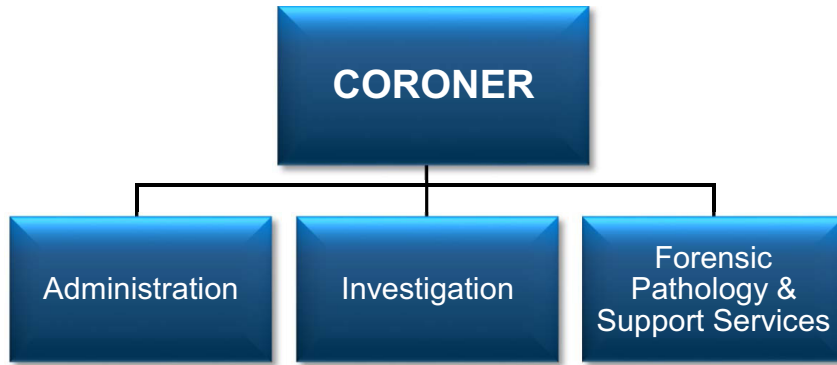 CORONER
Administration
Investigation
Forensic
Pathology &
Support Services